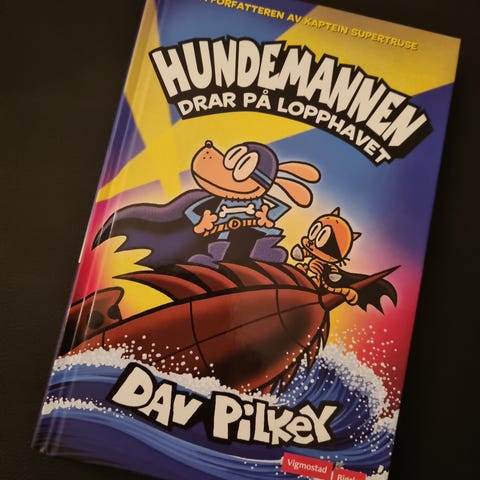 FORFATTEREN AV KAPTEIN SUPERTRUSE
HUNDEMANNEN
DRAR PÅ LOPPHAVET
DAV PILKEY
Vigmostad